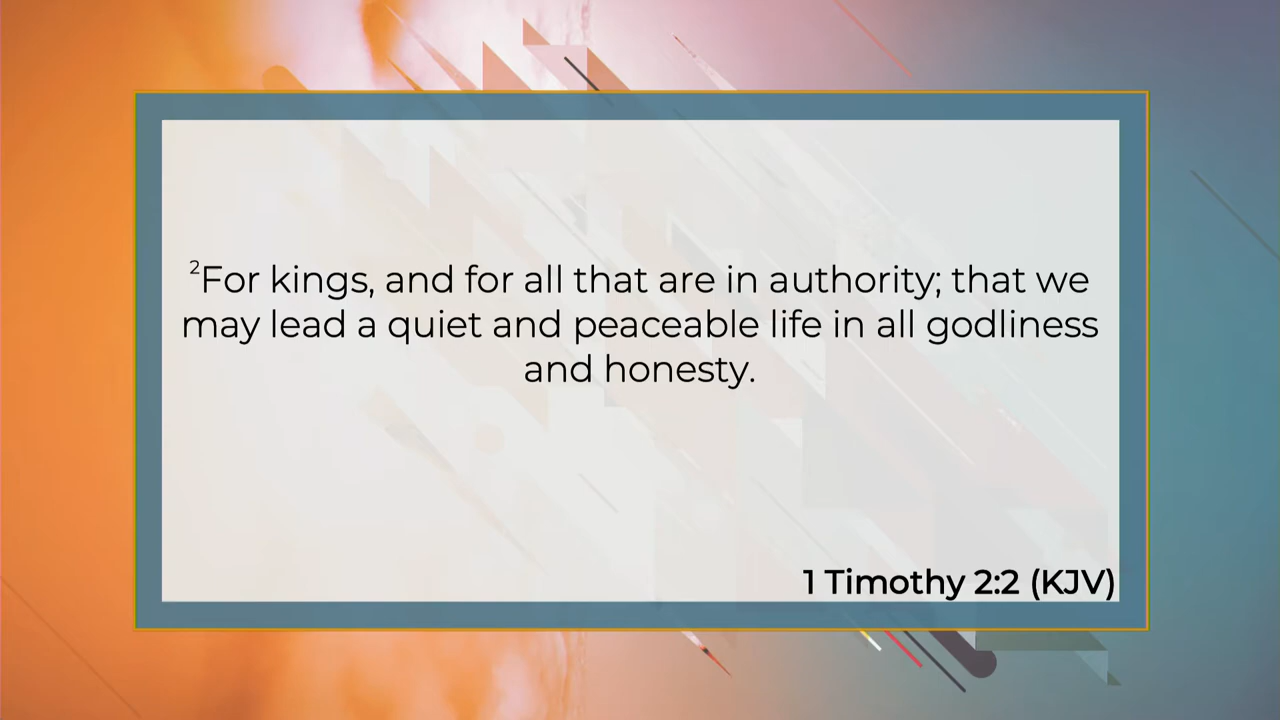 ²For kings, and for all that are in authority; that we
may lead a quiet and peaceable life in all godliness
and honesty.
1 Timothy 2:2 (KJV)